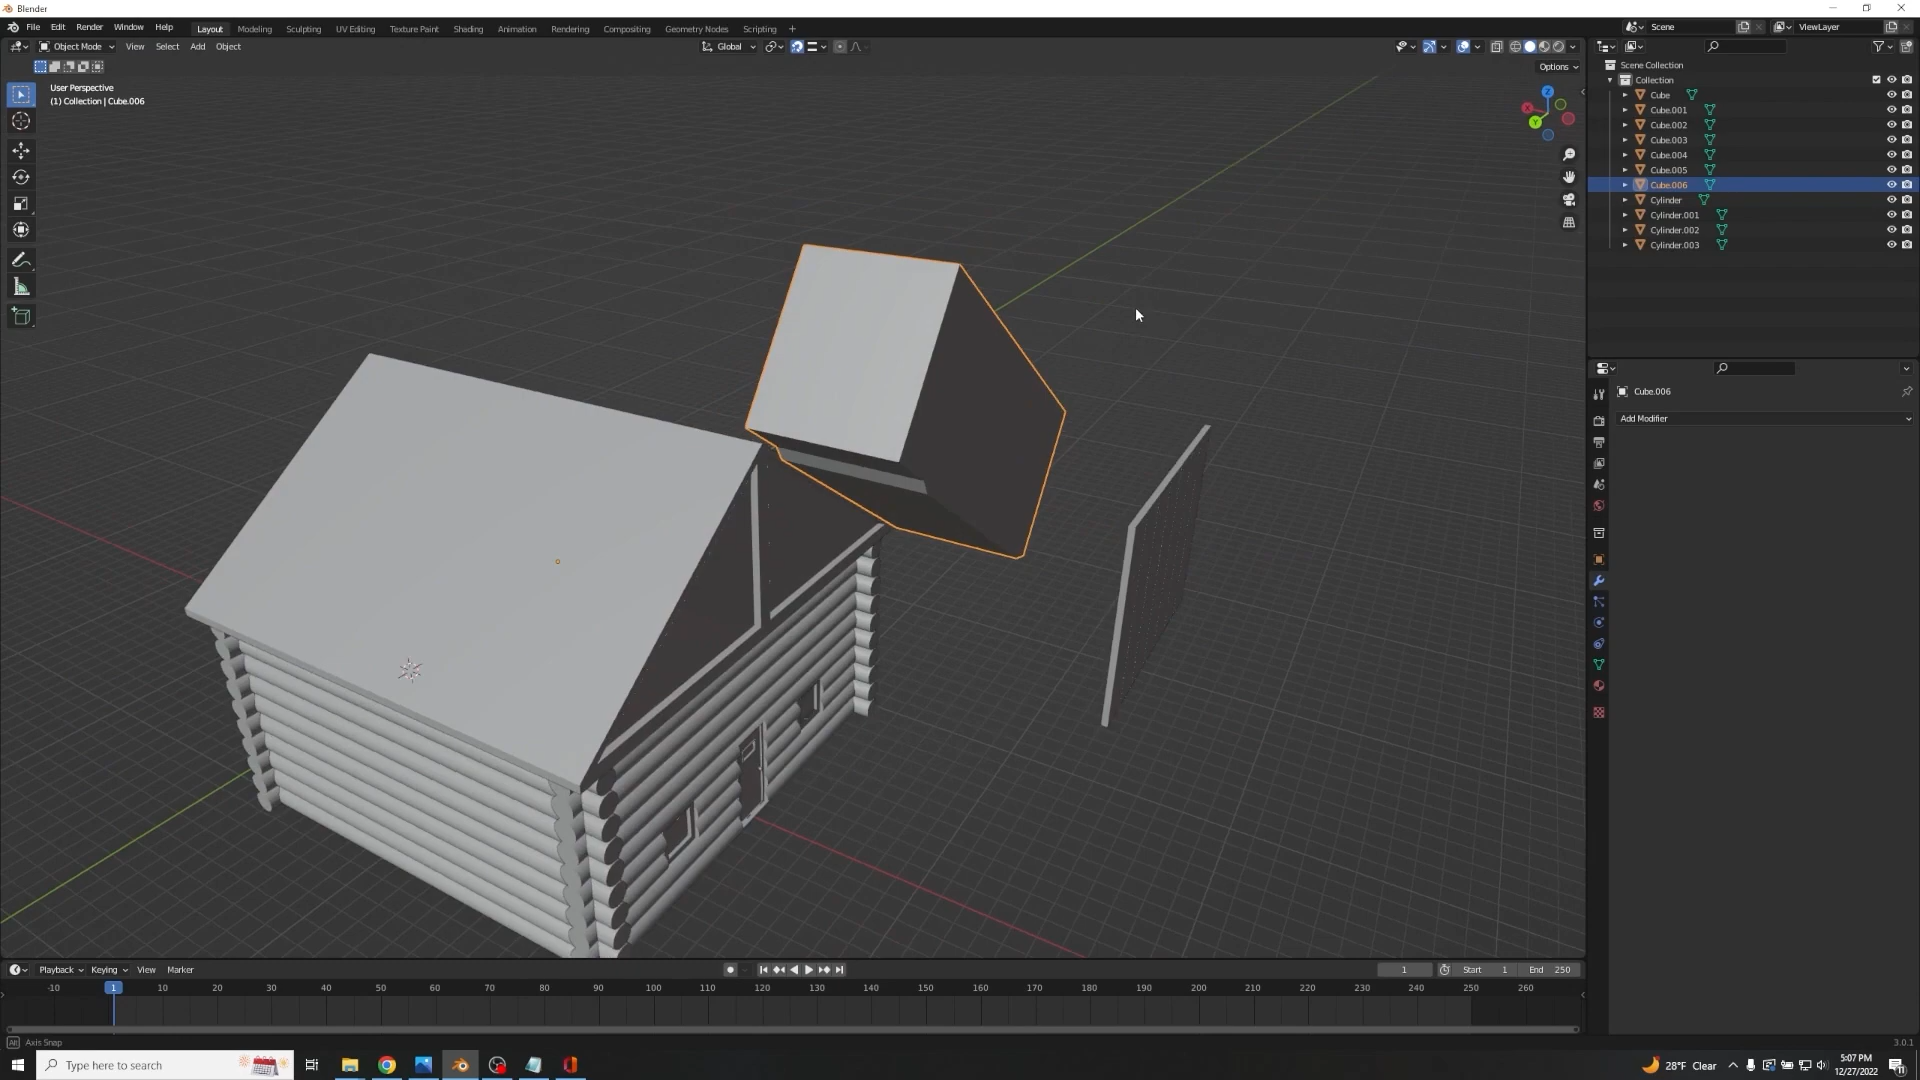 Blender
File Edit Render Window Help Layout Modeling Sculpting UV Editing Texture Paint Shading Animation Rendering Compositing Geometry Nodes Scripting + Scene ViewLayer
Object Mode View Select Add Object Global
Options
User Perspective
(1) Collection | Cube.006
Z
X
Y
Scene Collection
Collection
Cube
Cube.001
Cube.002
Cube.003
Cube.004
Cube.005
Cube.006
Cylinder
Cylinder.001
Cylinder.002
Cylinder.003
Cube.006
Add Modifier
Playback Keying View Marker 1 Start 1 End 250
-10 1 10 20 30 40 50 60 70 80 90 100 110 120 130 140 150 160 170 180 190 200 210 220 230 240 250 260
Alt Axis Snap 3.0.1
Type here to search 28°F Clear 5:07 PM
12/27/2022